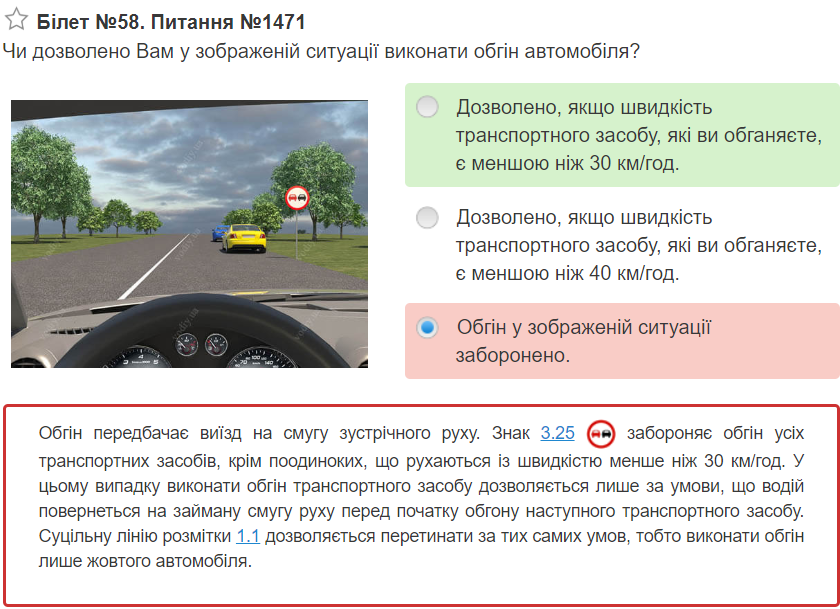 Білет №58. Питання №1471
Чи дозволено Вам у зображеній ситуації виконати обгін автомобіля?
Дозволено, якщо швидкість
транспортного засобу, які ви обганяєте,
є меншою ніж 30 км/год.
Дозволено, якщо швидкість
транспортного засобу, які ви обганяєте,
є меншою ніж 40 км/год.
Обгін у зображеній ситуації
заборонено.
Обгін передбачає виїзд на смугу зустрічного руху. Знак 3.25 забороняє обгін усіх
транспортних засобів, крім поодиноких, що рухаються із швидкістю менше ніж 30 км/год. У
цьому випадку виконати обгін транспортного засобу дозволяється лише за умови, що водій
повернеться на займану смугу руху перед початку обгону наступного транспортного засобу.
Суцільну лінію розмітки 1.1 дозволяється перетинати за тих самих умов, тобто виконати обгін
лише жовтого автомобіля.